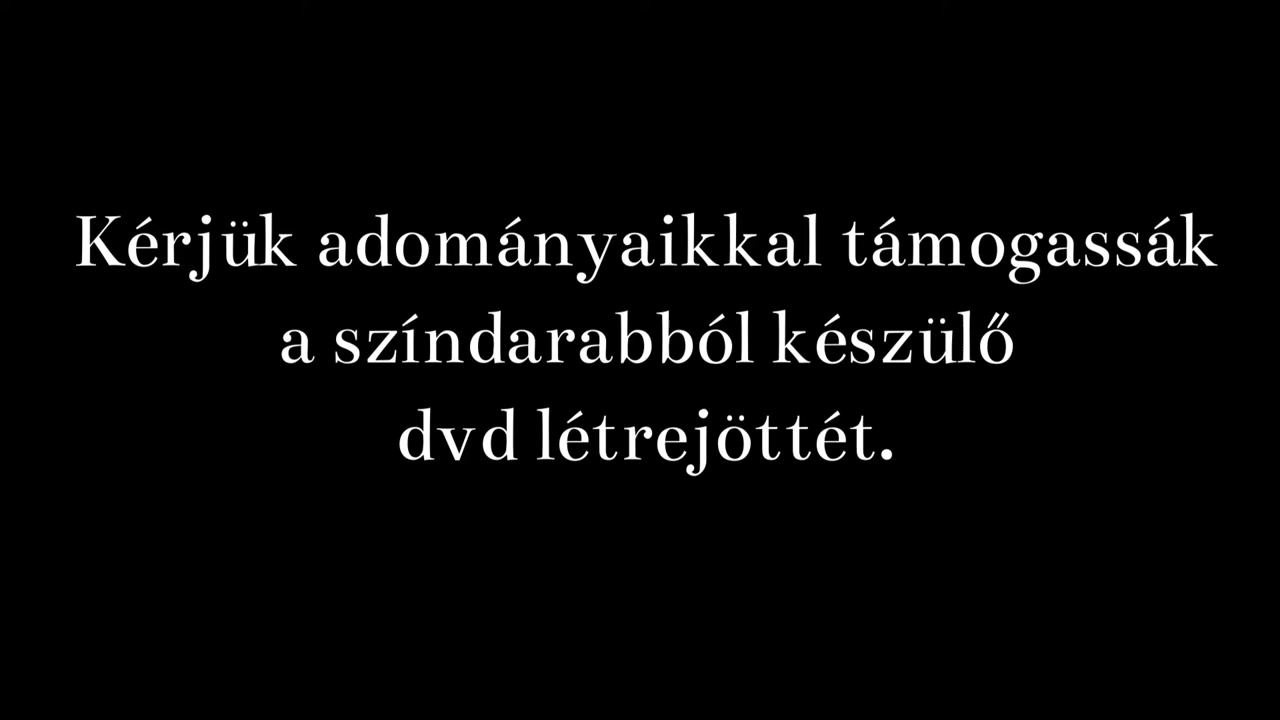 Kérjük adományaikkal támogassák
a színdarabból készülő
dvd létrejöttét.